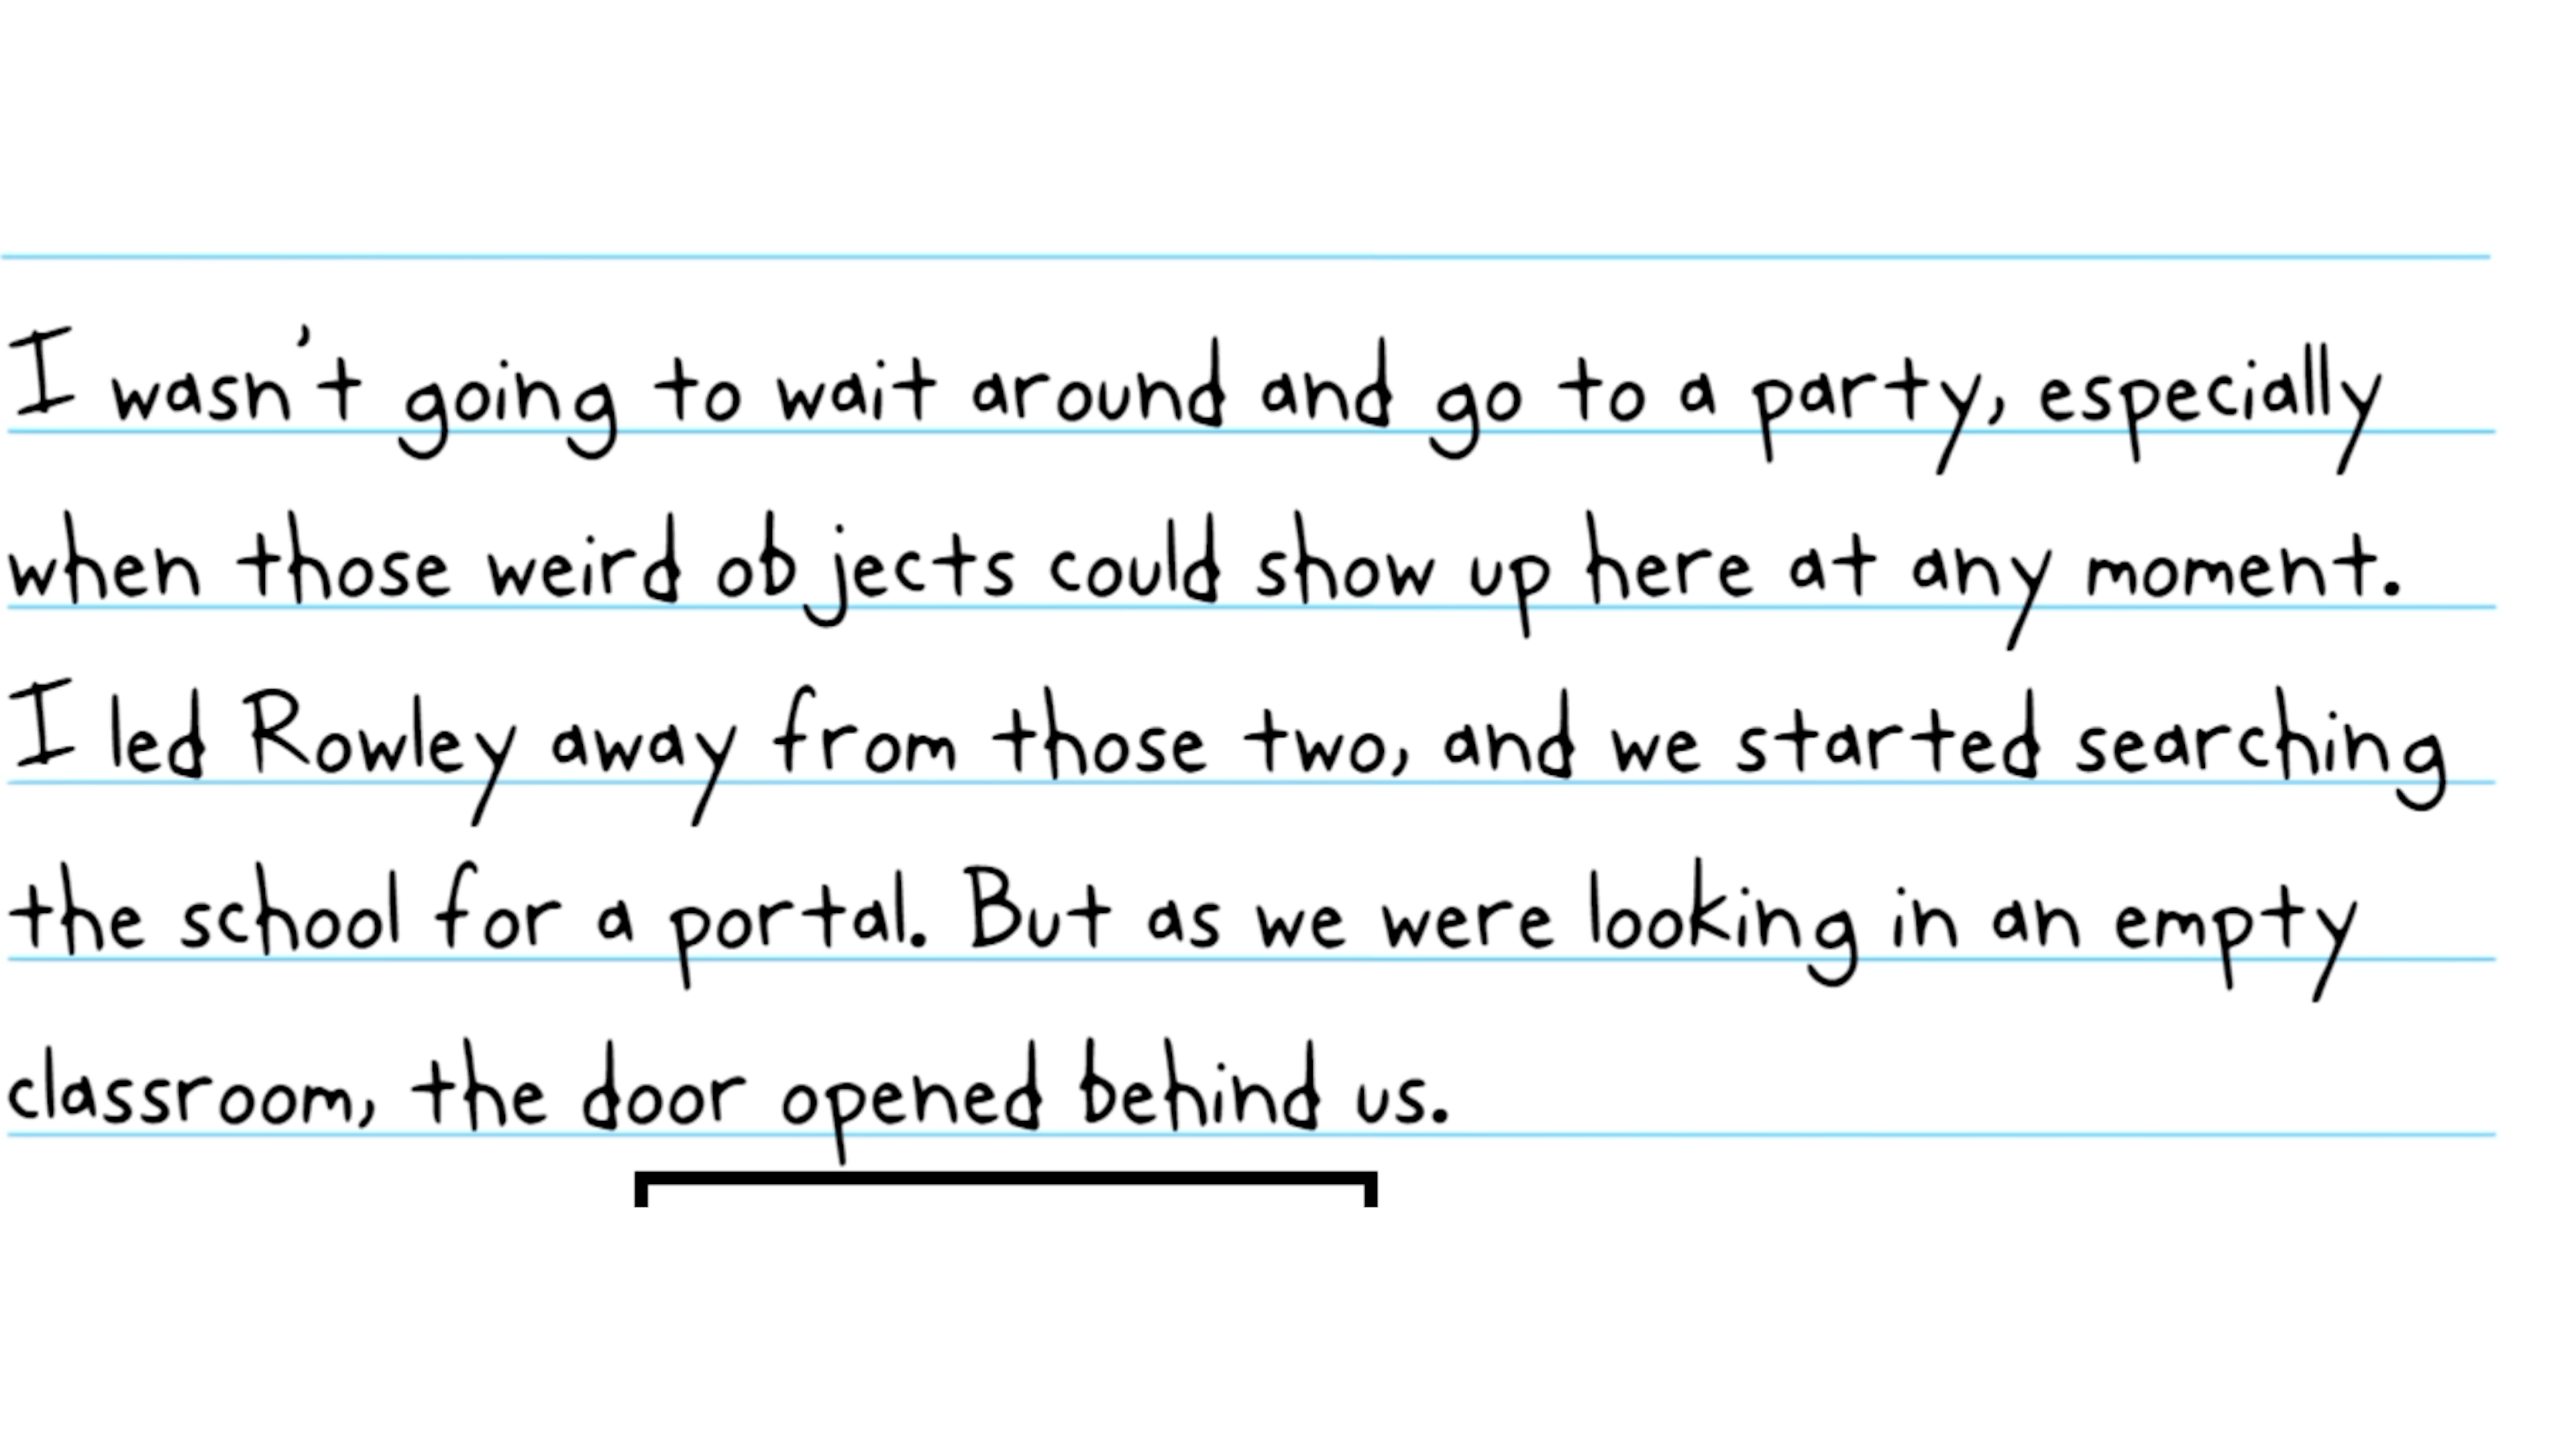 I wasn't going to wait around and go to a party, especially
when those weird objects could show up here at any moment.
I led Rowley away from those two, and we started searching
the school for a portal. But as we were looking in an empty
classroom, the door opened behind us.